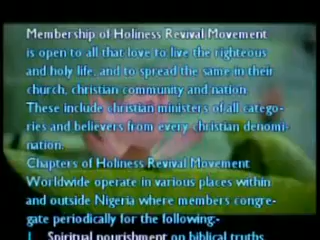 Membership of Holiness Revival Movement
is open to all that love to live the righteous
and holy life, and to spread the same in their
church, christian community and nation
These include christian ministers of all catego-
ries and believers from every christian denomi-
nation.
Chapters of Holiness Revival Movement
Worldwide operate in various places within
and outside Nigeria where members congre-
gate periodically for the following:-
1. Spiritual nourishment on biblical truths